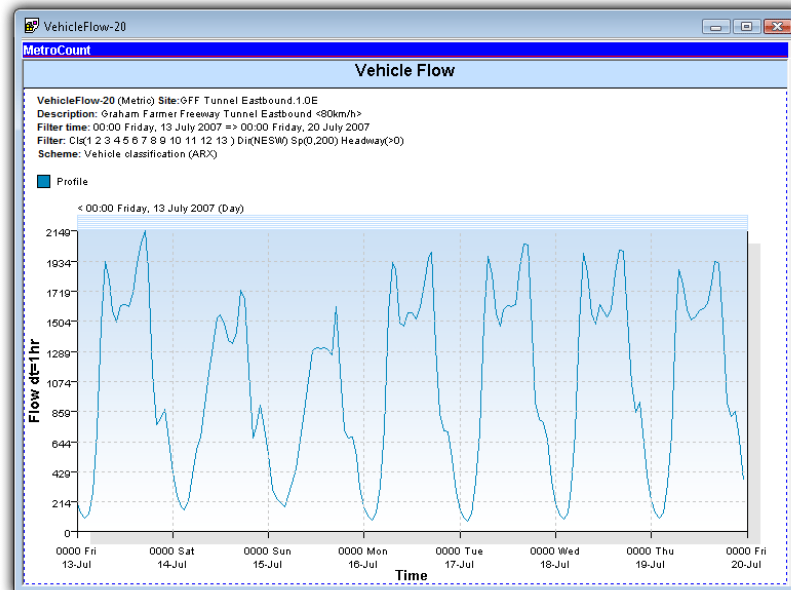 VehicleFlow-20
MetroCount
Vehicle Flow
VehicleFlow-20 (Metric) Site:GFF Tunnel Eastbound.1.0E
Description: Graham Farmer Freeway Tunnel Eastbound <80km/h>
Filter time: 00:00 Friday, 13 July 2007 => 00:00 Friday, 20 July 2007
Filter: Cls(1 2 3 4 5 6 7 8 9 10 11 12 13 ) Dir(NESW) Sp(0,200) Headway(>0)
Scheme: Vehicle classification (ARX)
Profile
< 00:00 Friday, 13 July 2007 (Day)
2149
1934
1719
1504
1289
1074
859
644
429
214
0
Flow dt=1hr
0000 Fri 0000 Sat 0000 Sun 0000 Mon 0000 Tue 0000 Wed 0000 Thu 0000 Fri
13-Jul 14-Jul 15-Jul 16-Jul 17-Jul 18-Jul 19-Jul 20-Jul
Time